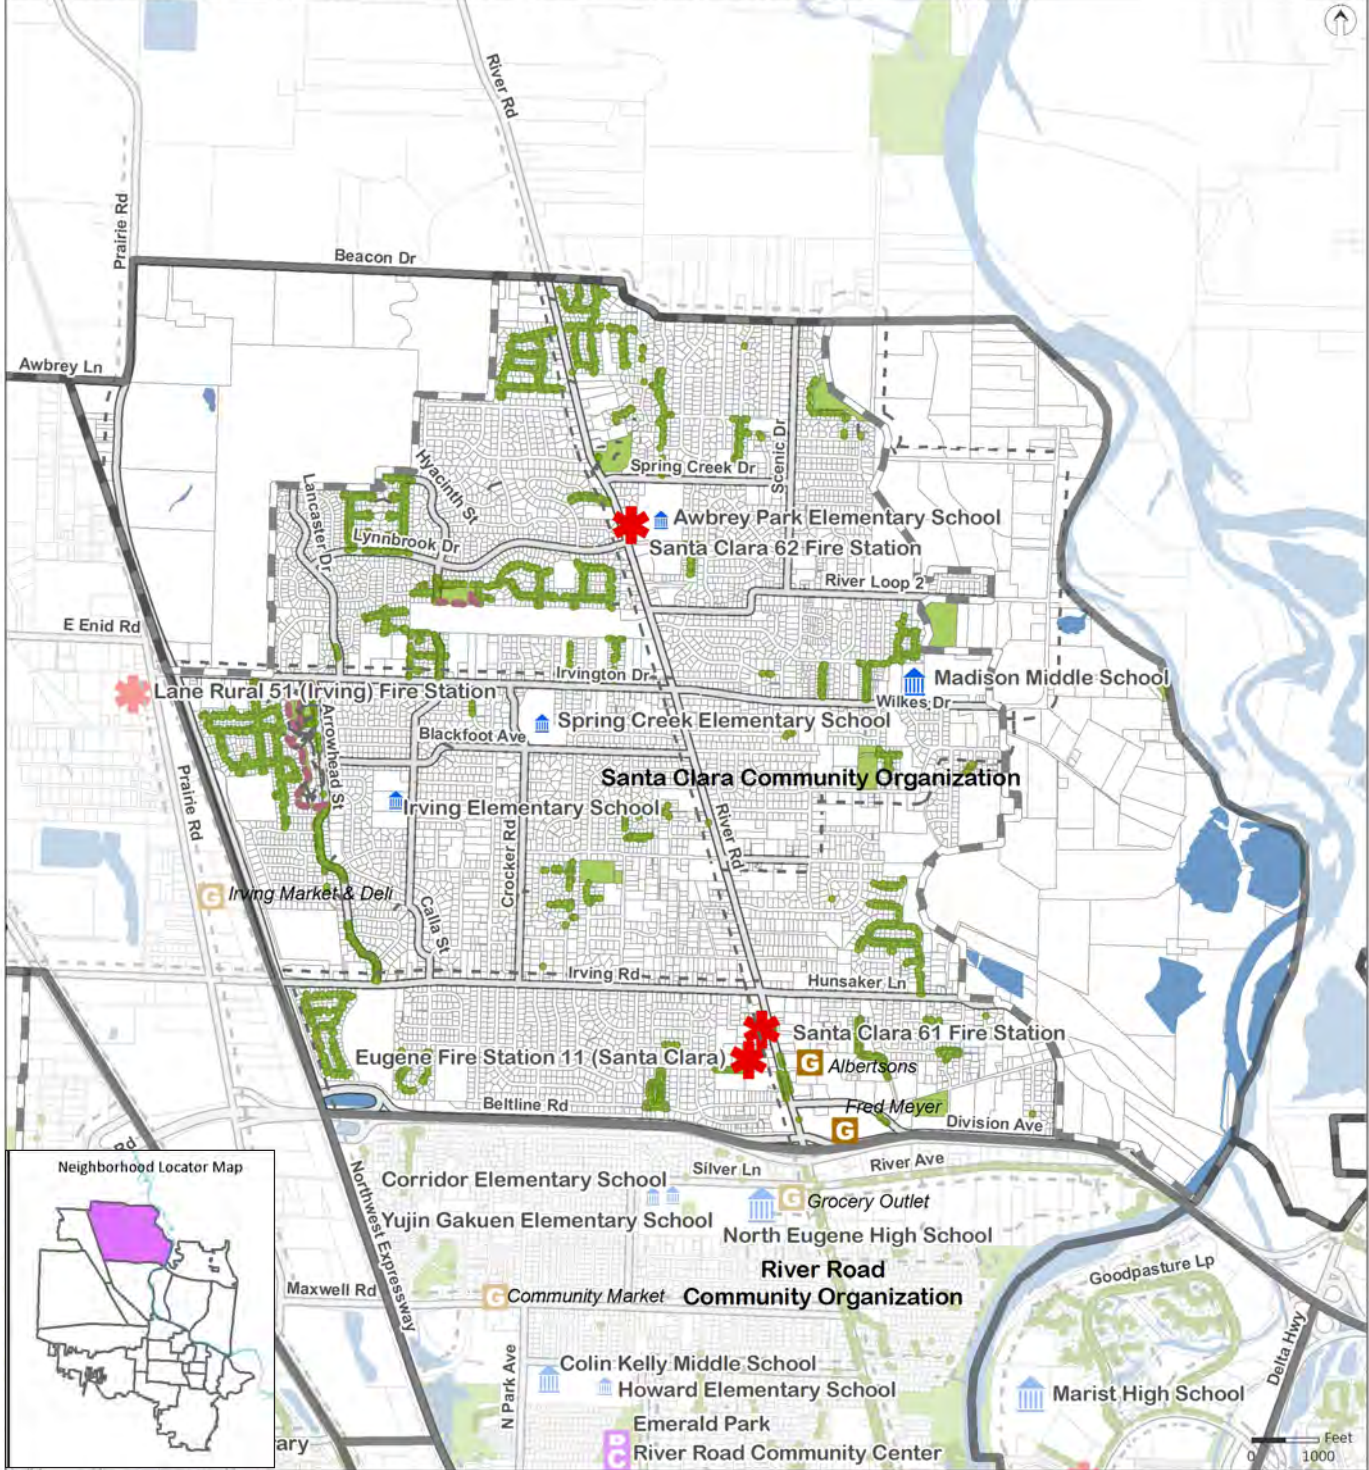 River Rd
Prairie Rd
Beacon Dr
Awbrey Ln
Hyacinth St
Lancaster Dr
Spring Creek Dr
Scenic Dr
Awbrey Park Elementary School
Lynnbrook Dr
Santa Clara 62 Fire Station
River Loop 2
E Enid Rd
Irvington Dr
Madison Middle School
Lane Rural 51 (Irving) Fire Station
Wilkes Dr
Arrowhead St
Spring Creek Elementary School
Blackfoot Ave
Santa Clara Community Organization
Prairie Rd
Irving Elementary School
River Rd
Crocker Rd
G Irving Market & Deli
Calla St
Irving Rd
Hunsaker Ln
Santa Clara 61 Fire Station
Eugene Fire Station 11 (Santa Clara)
G Albertsons
Beltline Rd
Fred Meyer
G
Division Ave
Rd
Neighborhood Locator Map
Silver Ln
River Ave
Corridor Elementary School
G Grocery Outlet
Yujin Gakuen Elementary School
North Eugene High School
Northwest Expressway
River Road
Community Organization
Goodpasture Lp
Maxwell Rd
G Community Market
Delta Hwy
N Park Ave
Colin Kelly Middle School
Howard Elementary School
Marist High School
Emerald Park
ary
River Road Community Center
Feet
0 1000